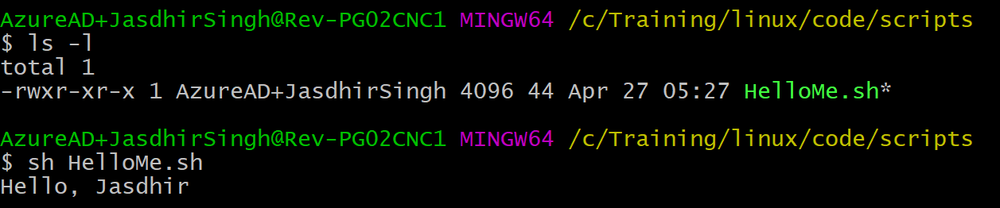 AzureAD+JasdhirSingh@Rev-PG02CNC1 MINGW64 /c/Training/linux/code/scripts
$ ls -l
total 1
-rwxr-xr-x 1 AzureAD+JasdhirSingh 4096 44 Apr 27 05:27 HelloMe.sh*
AzureAD+JasdhirSingh@Rev-PG02CNC1 MINGW64 /c/Training/linux/code/scripts
$ sh HelloMe.sh
Hello, Jasdhir